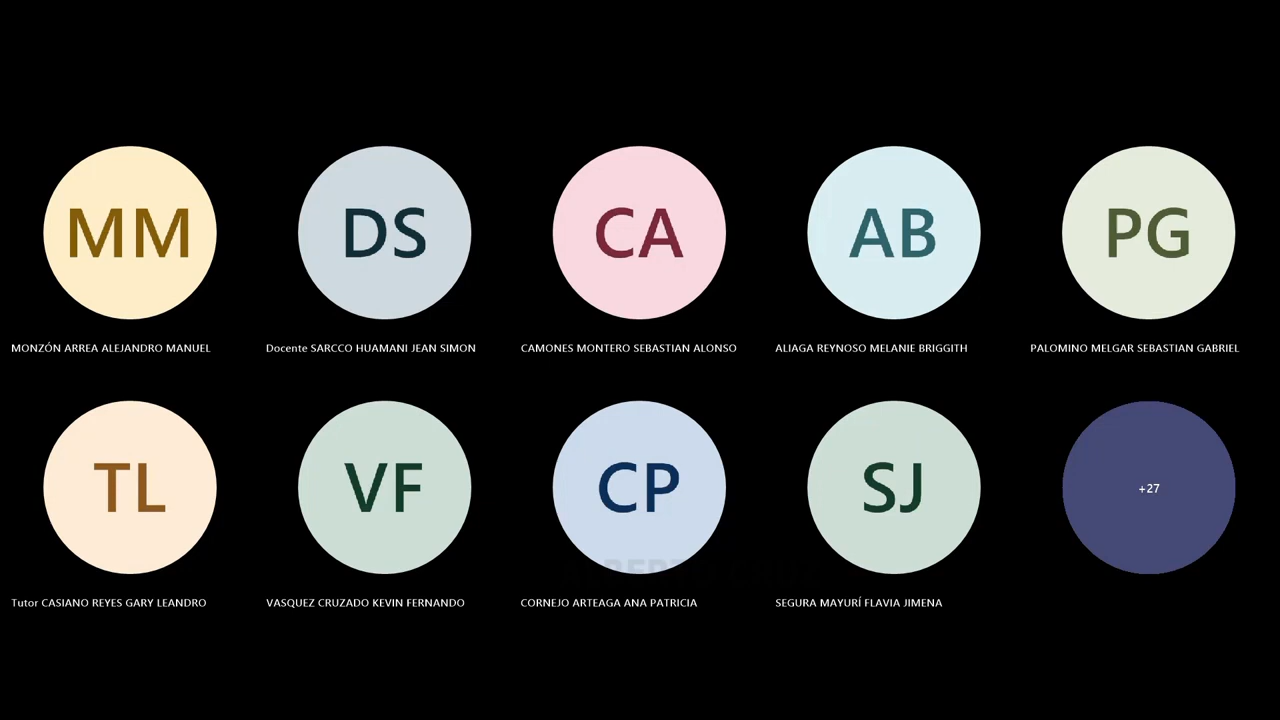 MM
DS
CA
AB
PG
MONZÓN ARREA ALEJANDRO MANUEL
Docente SARCCO HUAMANI JEAN SIMON
CAMONES MONTERO SEBASTIAN ALONSO
ALIAGA REYNOSO MELANIE BRIGGITH
PALOMINO MELGAR SEBASTIAN GABRIEL
TL
VF
CP
SJ
+27
Tutor CASIANO REYES GARY LEANDRO
VASQUEZ CRUZADO KEVIN FERNANDO
CORNEJO ARTEAGA ANA PATRICIA
SEGURA MAYURÍ FLAVIA JIMENA